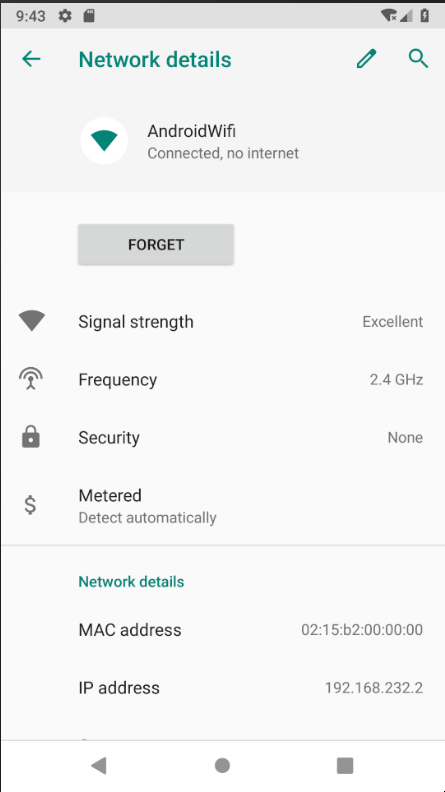 9:43
Network details
AndroidWifi
Connected, no internet
FORGET
Signal strength
Excellent
Frequency
2.4 GHz
Security
None
Metered
Detect automatically
Network details
MAC address
02:15:b2:00:00:00
IP address
192.168.232.2